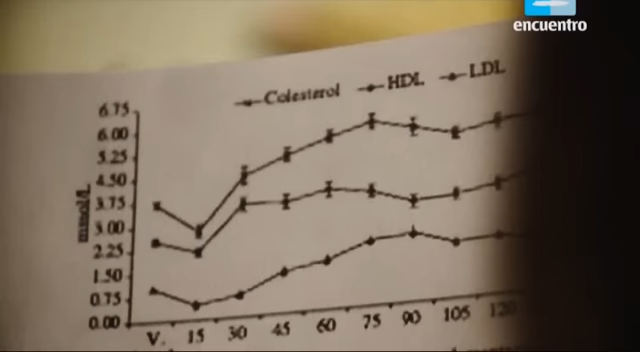 encuentro
Colesterol HDL LDL
6.75
6.00
5.25
4.50
3.75
3.00
2.25
1.50
0.75
0.00
mmol/L
V. 15 30 45 60 75 90 105 120